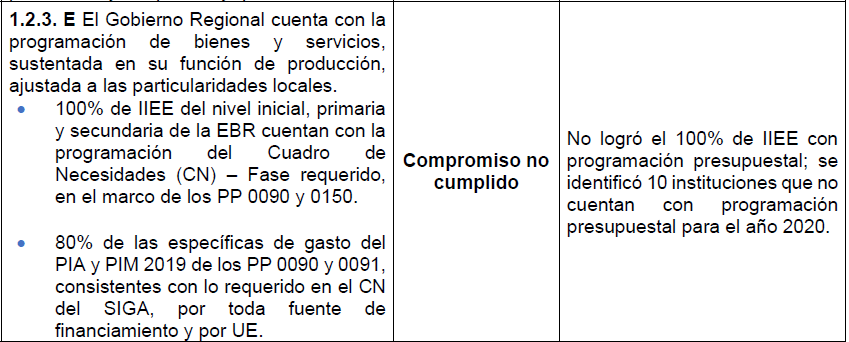 1.2.3. E El Gobierno Regional cuenta con la
programación de bienes y servicios,
sustentada en su función de producción,
ajustada a las particularidades locales.
• 100% de IIEE del nivel inicial, primaria
y secundaria de la EBR cuentan con la
programación del Cuadro de
Necesidades (CN) – Fase requerido,
en el marco de los PP 0090 y 0150.
• 80% de las específicas de gasto del
PIA y PIM 2019 de los PP 0090 y 0091,
consistentes con lo requerido en el CN
del SIGA, por toda fuente de
financiamiento y por UE.
Compromiso no
cumplido
No logró el 100% de IIEE con
programación presupuestal; se
identificó 10 instituciones que no
cuentan con programación
presupuestal para el año 2020.